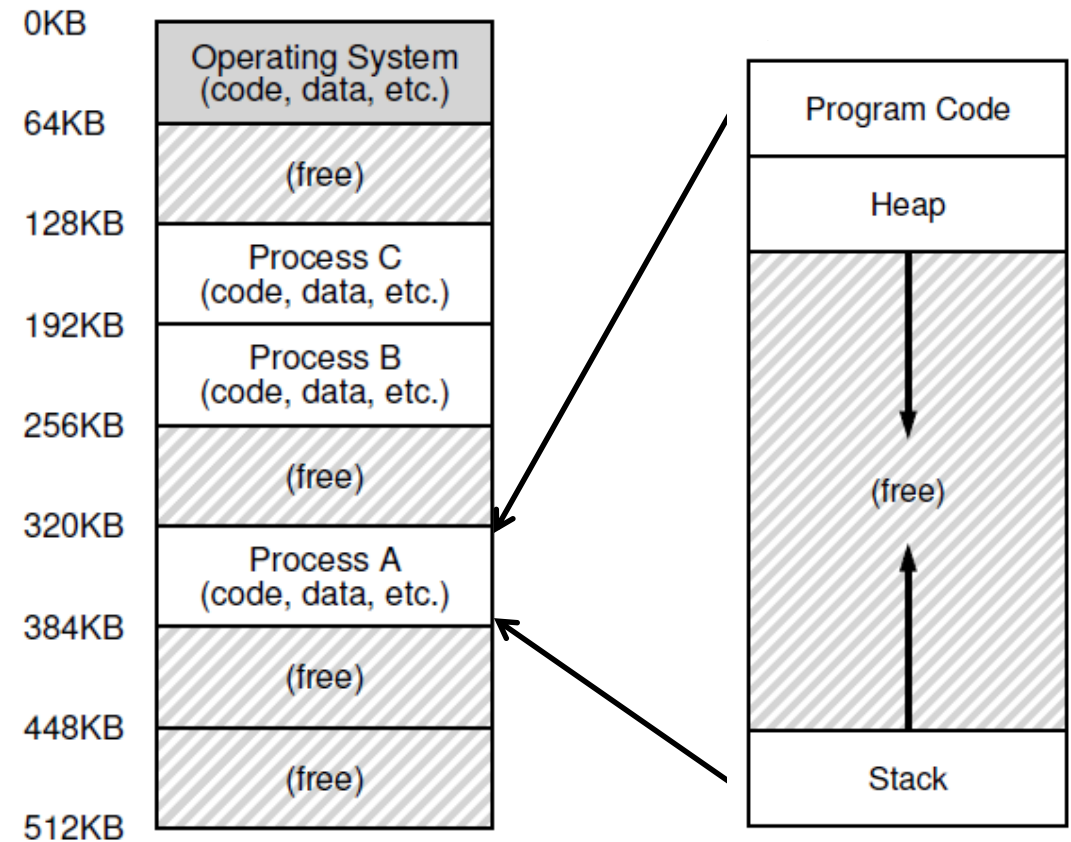 0KB
Operating System
(code, data, etc.)
64KB
(free)
128KB
Process C
(code, data, etc.)
192KB
Process B
(code, data, etc.)
256KB
(free)
320KB
Process A
(code, data, etc.)
384KB
(free)
448KB
(free)
512KB
Program Code
Heap
(free)
Stack